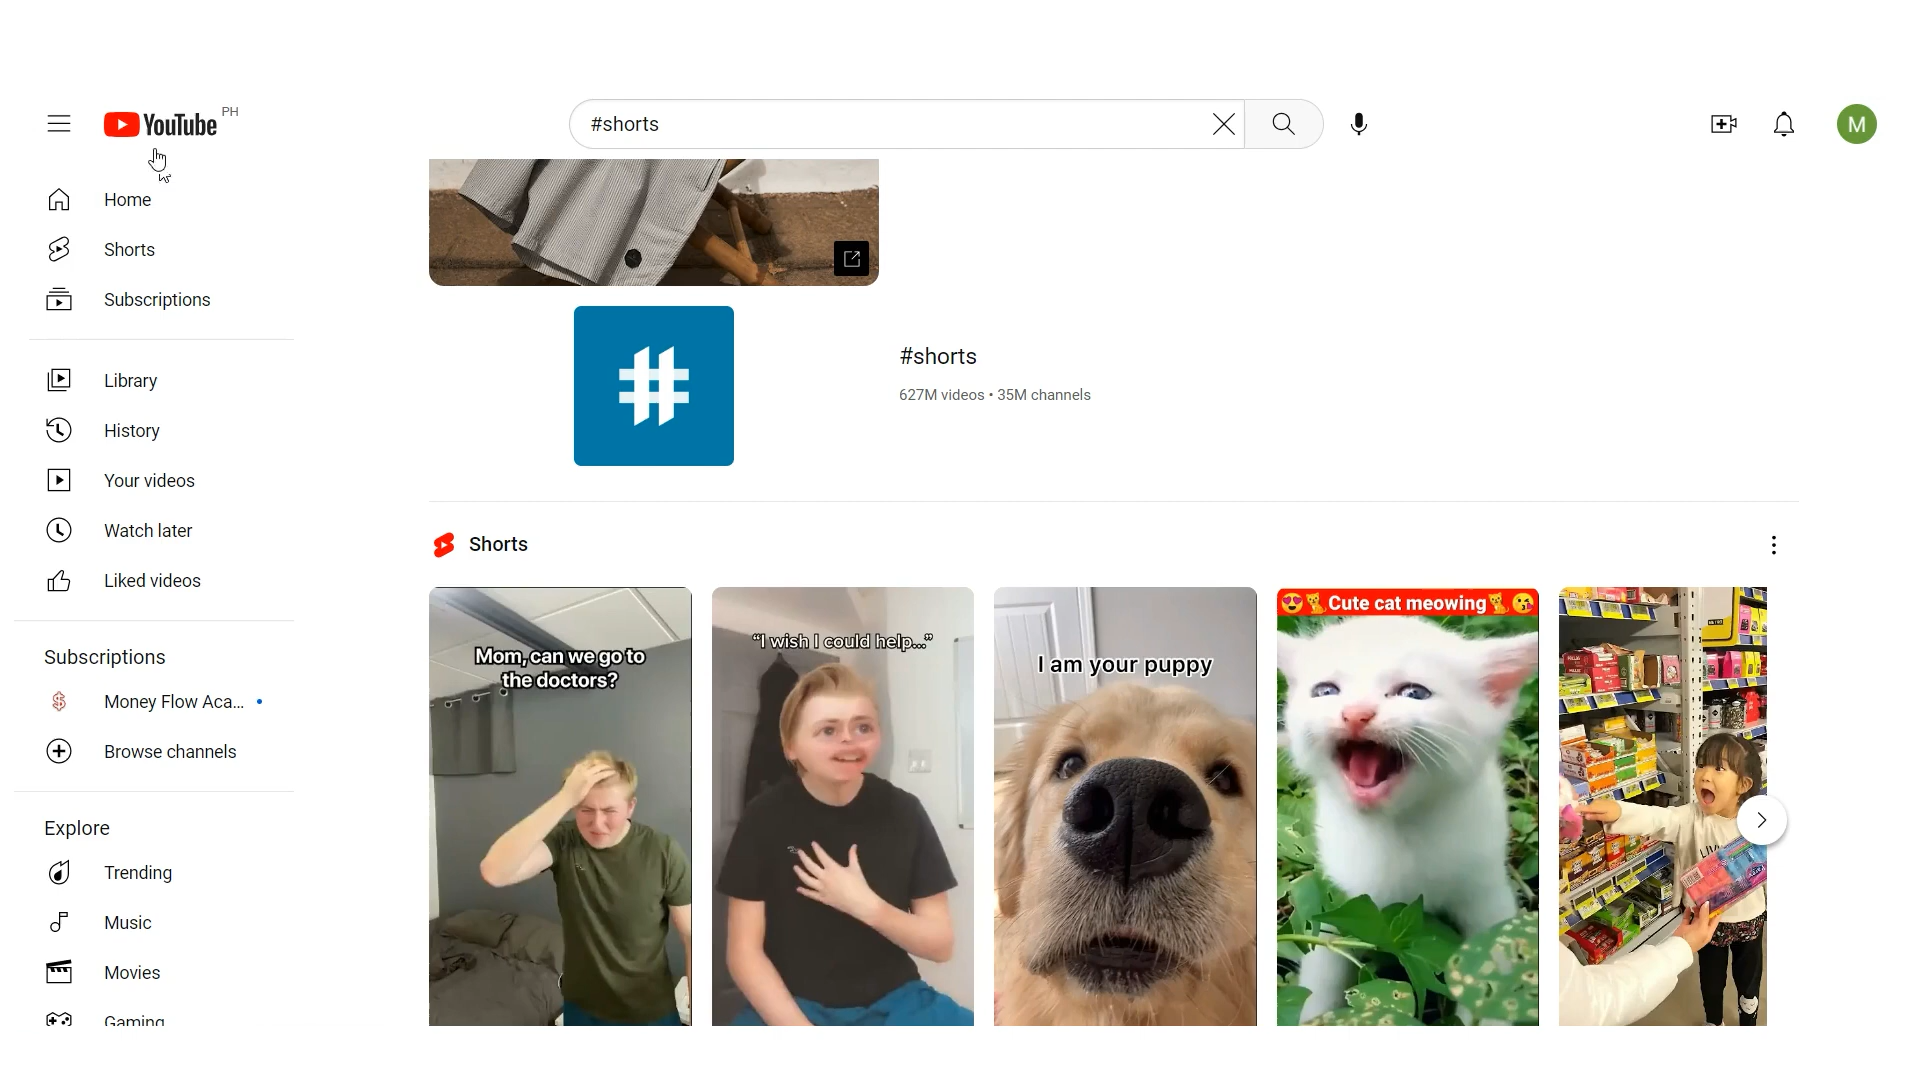 YouTube PH
#shorts
M
Home
Shorts
Subscriptions
Library
History
Your videos
Watch later
Liked videos
Subscriptions
Money Flow Aca...
Browse channels
Explore
Trending
Music
Movies
Gaming
#
#shorts
627M videos • 35M channels
Shorts
Mom, can we go to
the doctors?
"I wish I could help..."
I am your puppy
😍🐈Cute cat meowing🐈😘